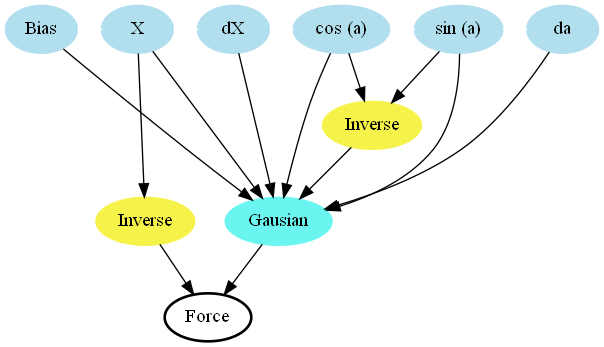 Bias
X
dX
cos (a)
sin (a)
da
Inverse
Inverse
Gausian
Force